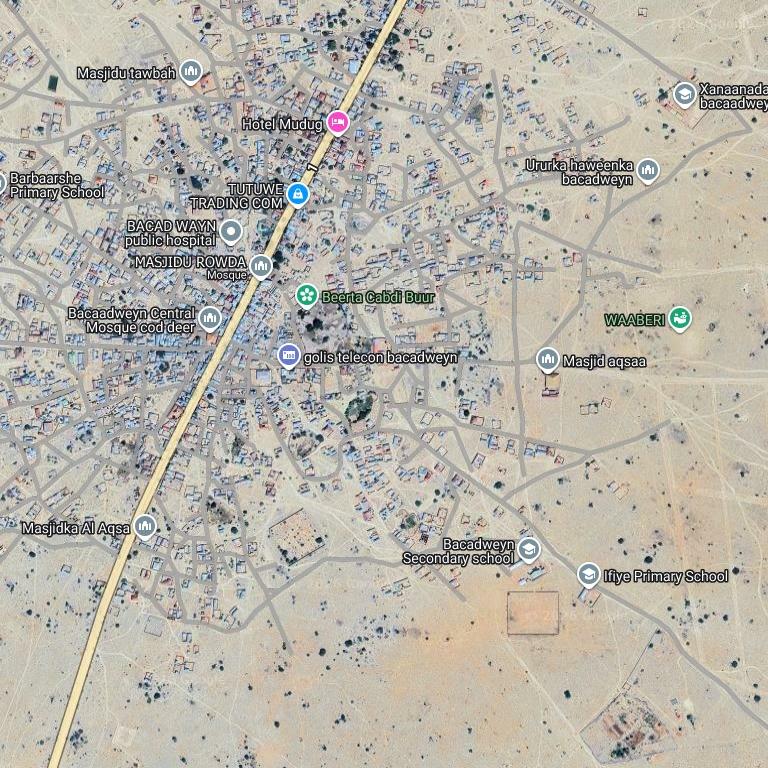 Masjidu tawbah
Xanaanada
bacaadwey
Hotel Mudug
1
Ururka haweenka
bacadweyn
Barbaarshe
Primary School
TUTUWE
TRADING COM
BACAD WAYN
public hospital
MASJIDU ROWDA
Mosque
Beerta Cabdi Buur
Bacaadweyn Central
Mosque cod deer
WAABERI
golis telecon bacadweyn
Masjid aqsaa
Masjidka Al Aqsa
Bacadweyn
Secondary school
Ifiye Primary School